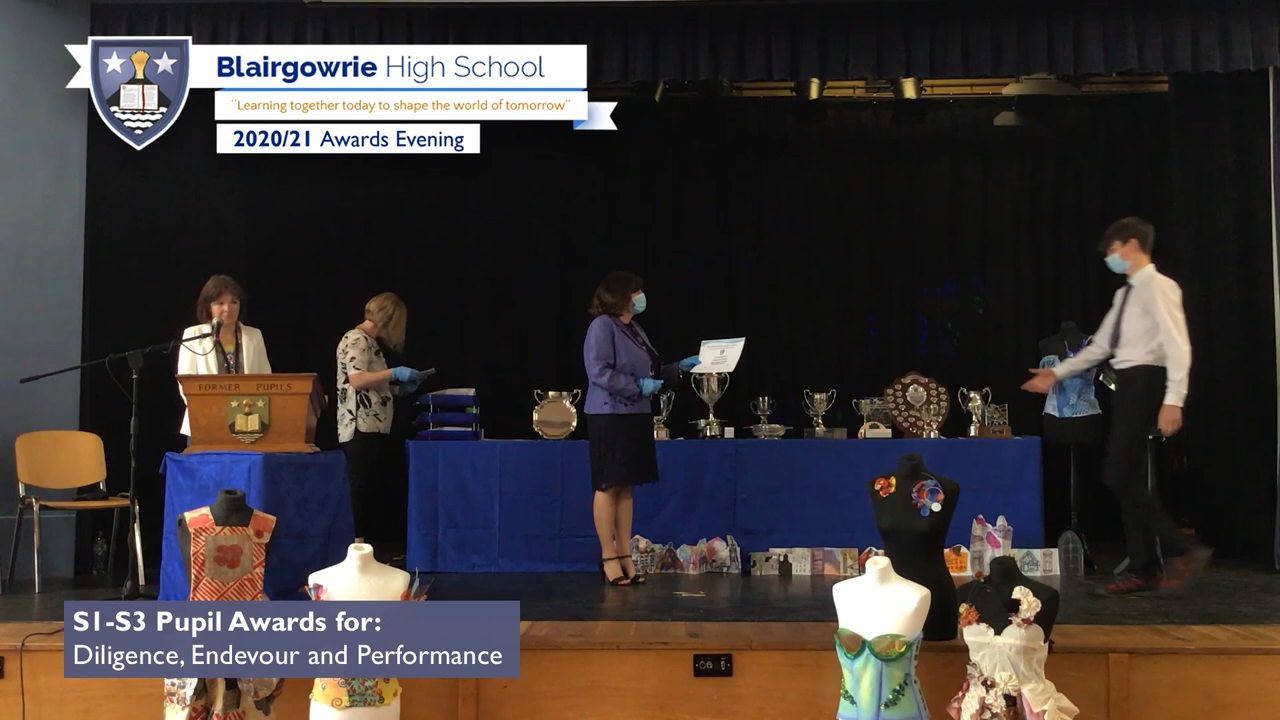 Blairgowrie High School
"Learning together today to shape the world of tomorrow"
2020/21 Awards Evening
FORMER PUPILS
S1-S3 Pupil Awards for:
Diligence, Endevour and Performance